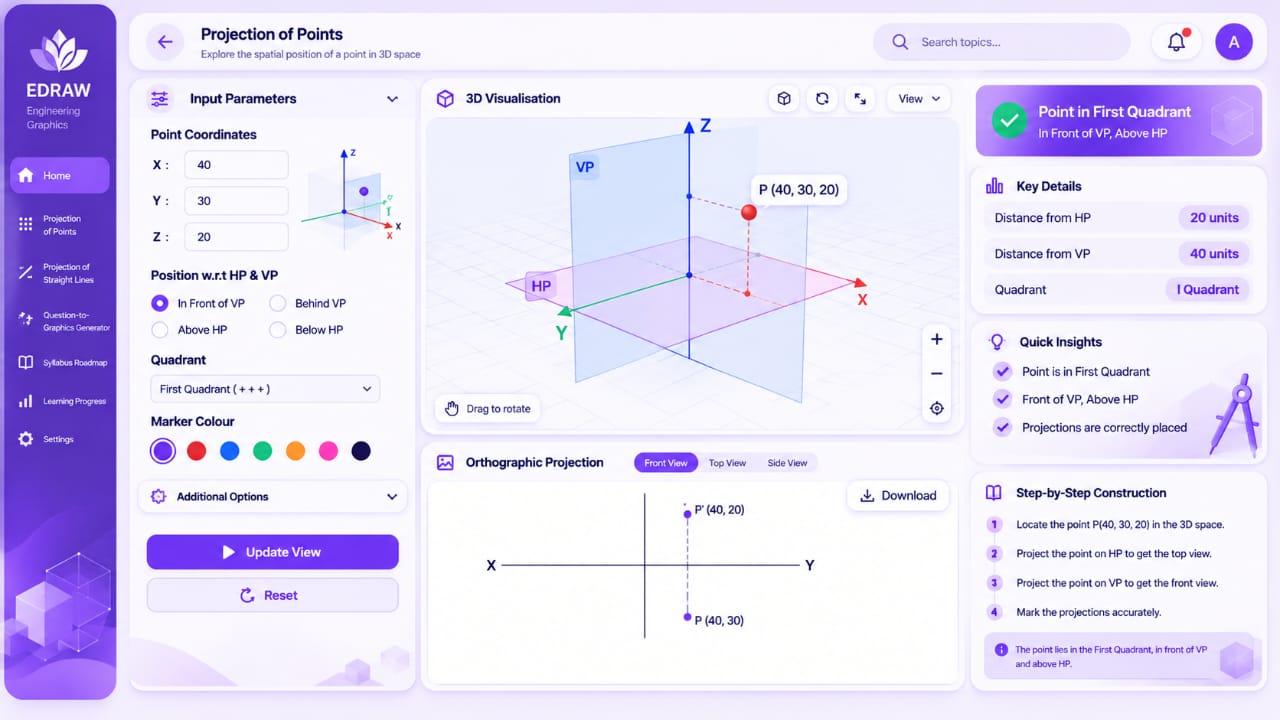 EDRAW
Engineering
Graphics
Home
Projection
of Points
Projection of
Straight Lines
Question-to-
Graphics Generator
Syllabus Roadmap
Learning Progress
Settings
Projection of Points
Explore the spatial position of a point in 3D space
Search topics...
A
Input Parameters
Point Coordinates
X : 40
Y : 30
Z : 20
Z
X
X
Position w.r.t HP & VP
In Front of VP
Behind VP
Above HP
Below HP
Quadrant
First Quadrant ( + + + )
Marker Colour
Additional Options
Update View
Reset
3D Visualisation
View
Z
VP
P (40, 30, 20)
HP
X
Y
+
−
Drag to rotate
Orthographic Projection
Front View
Top View
Side View
Download
P' (40, 20)
X
Y
P (40, 30)
Point in First Quadrant
In Front of VP, Above HP
Key Details
Distance from HP 20 units
Distance from VP 40 units
Quadrant I Quadrant
Quick Insights
Point is in First Quadrant
Front of VP, Above HP
Projections are correctly placed
Step-by-Step Construction
1 Locate the point P(40, 30, 20) in the 3D space.
2 Project the point on HP to get the top view.
3 Project the point on VP to get the front view.
4 Mark the projections accurately.
The point lies in the First Quadrant, in front of VP
and above HP.